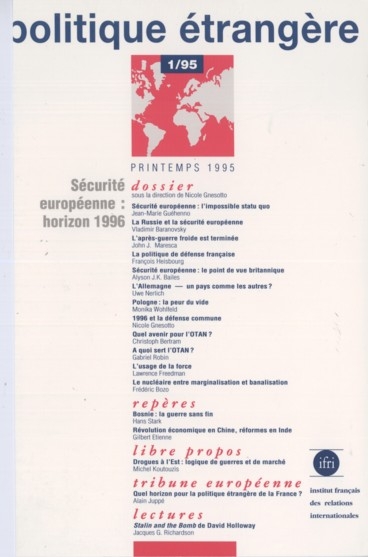 politique étrangère
1/95
PRINTEMPS 1995
Sécurité
européenne :
horizon 1996
dossier
sous la direction de Nicole Gnesotto
Sécurité européenne : l'impossible statu quo
Jean-Marie Guéhenno
La Russie et la sécurité européenne
Vladimir Baranovsky
L'après-guerre froide est terminée
John J. Maresca
La politique de défense française
François Heisbourg
Sécurité européenne : le point de vue britannique
Alyson J.K. Bailes
L'Allemagne — un pays comme les autres ?
Uwe Nerlich
Pologne : la peur du vide
Monika Wohlfeld
1996 et la défense commune
Nicole Gnesotto
Quel avenir pour l'OTAN ?
Christoph Bertram
A quoi sert l'OTAN ?
Gabriel Robin
L'usage de la force
Lawrence Freedman
Le nucléaire entre marginalisation et banalisation
Frédéric Bozo
repères
Bosnie : la guerre sans fin
Hans Stark
Révolution économique en Chine, réformes en Inde
Gilbert Etienne
libre propos
Drogues à l'Est : logique de guerres et de marché
Michel Koutouzis
tribune européenne
Quel horizon pour la politique étrangère de la France ?
Alain Juppé
lectures
Stalin and the Bomb de David Holloway
Jacques G. Richardson
ifri
institut français
des relations
internationales